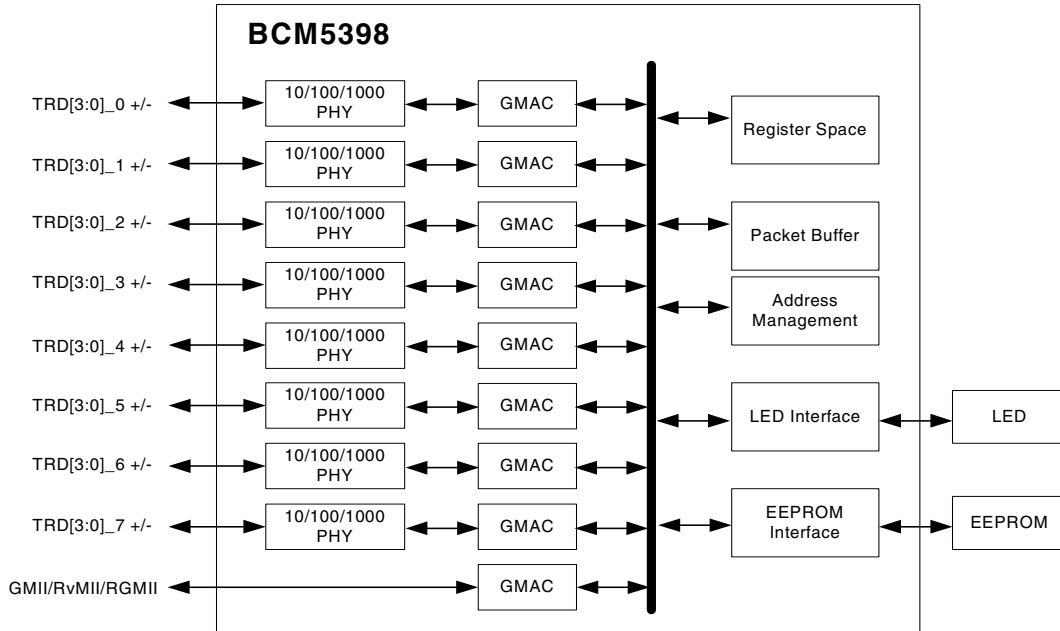 BCM5398
TRD[3:0]_0 +/-
10/100/1000
PHY
GMAC
Register Space
TRD[3:0]_1 +/-
10/100/1000
PHY
GMAC
TRD[3:0]_2 +/-
10/100/1000
PHY
GMAC
Packet Buffer
TRD[3:0]_3 +/-
10/100/1000
PHY
GMAC
Address
Management
TRD[3:0]_4 +/-
10/100/1000
PHY
GMAC
TRD[3:0]_5 +/-
10/100/1000
PHY
GMAC
LED Interface
LED
TRD[3:0]_6 +/-
10/100/1000
PHY
GMAC
TRD[3:0]_7 +/-
10/100/1000
PHY
GMAC
EEPROM
Interface
EEPROM
GMII/RvMII/RGMII
GMAC